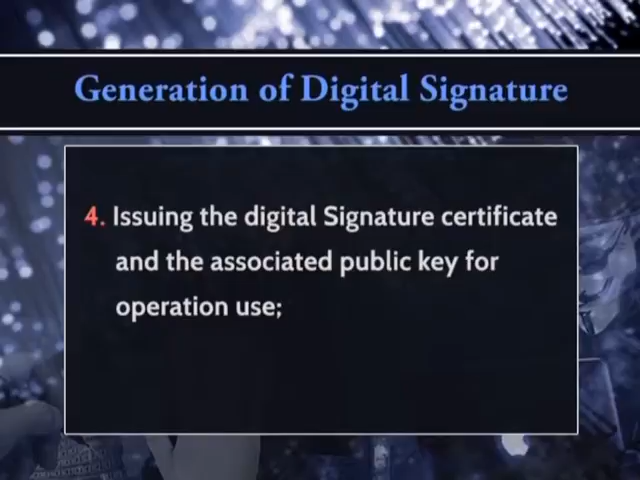 Generation of Digital Signature
4. Issuing the digital Signature certificate
and the associated public key for
operation use;